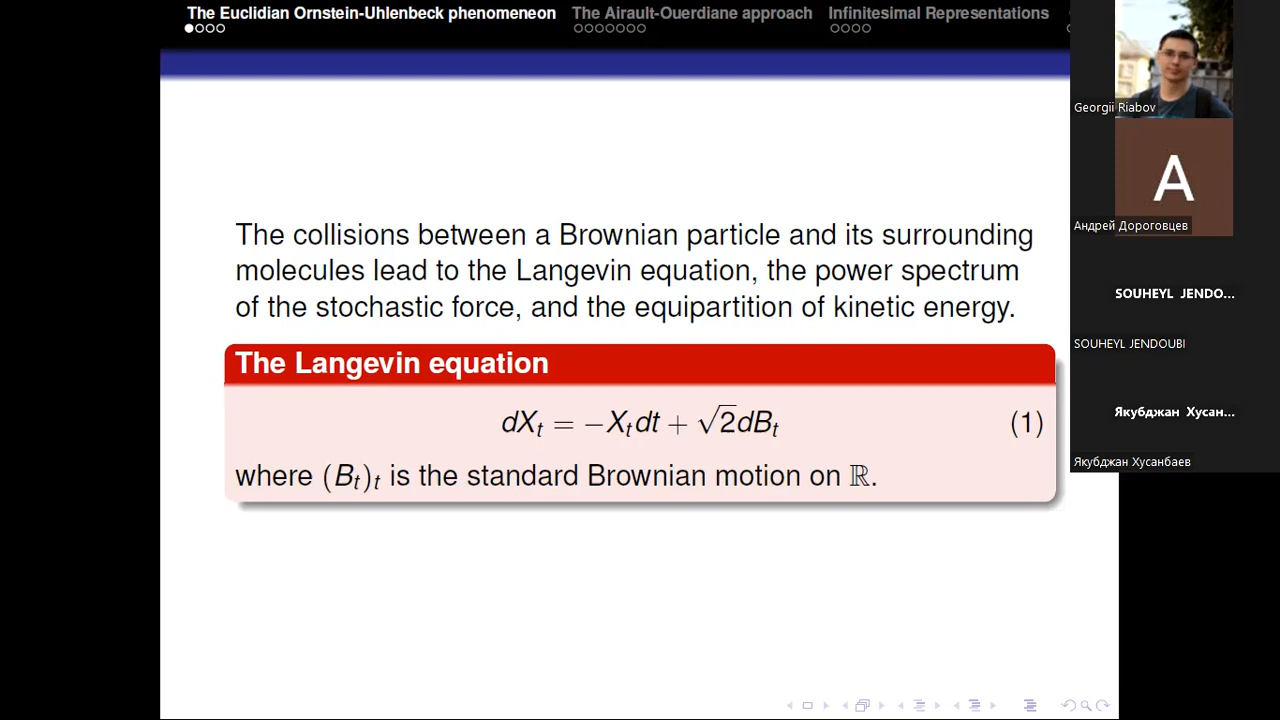 The Euclidian Ornstein-Uhlenbeck phenomeneon The Airault-Ouerdiane approach Infinitesimal Representations
The collisions between a Brownian particle and its surrounding
molecules lead to the Langevin equation, the power spectrum
of the stochastic force, and the equipartition of kinetic energy.
The Langevin equation
dX_t = −X_t dt + √2dB_t (1)
where (B_t)_t is the standard Brownian motion on ℝ.
Georgii Riabov
A
Андрей Дороговцев
SOUHEYL JENDO...
SOUHEYL JENDOUBI
Якубджан Хусан...
Якубджан Хусанбаев